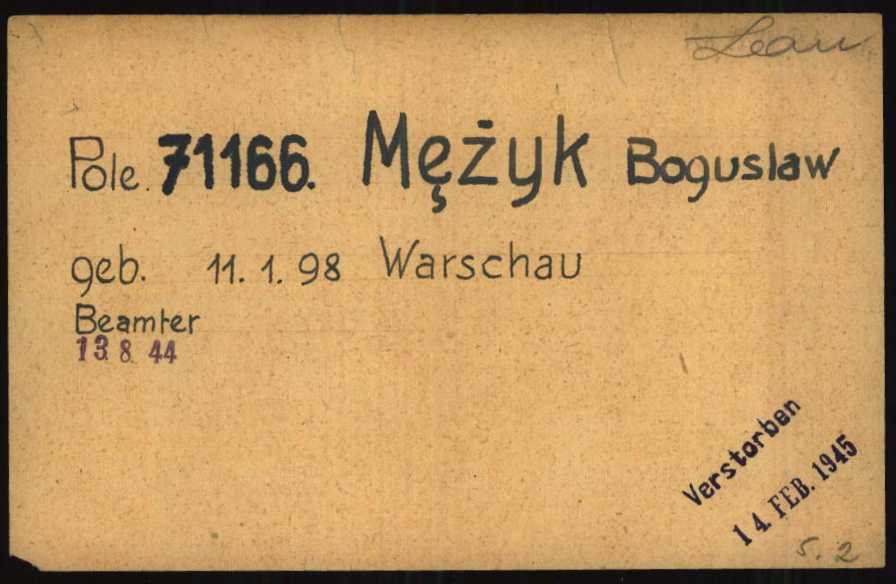 Pole. 71166. Mężyk Boguslaw
geb. 11. 1. 98 Warschau
Beamter
13. 8. 44
Verstorben
14. FEB. 1945
5. 2